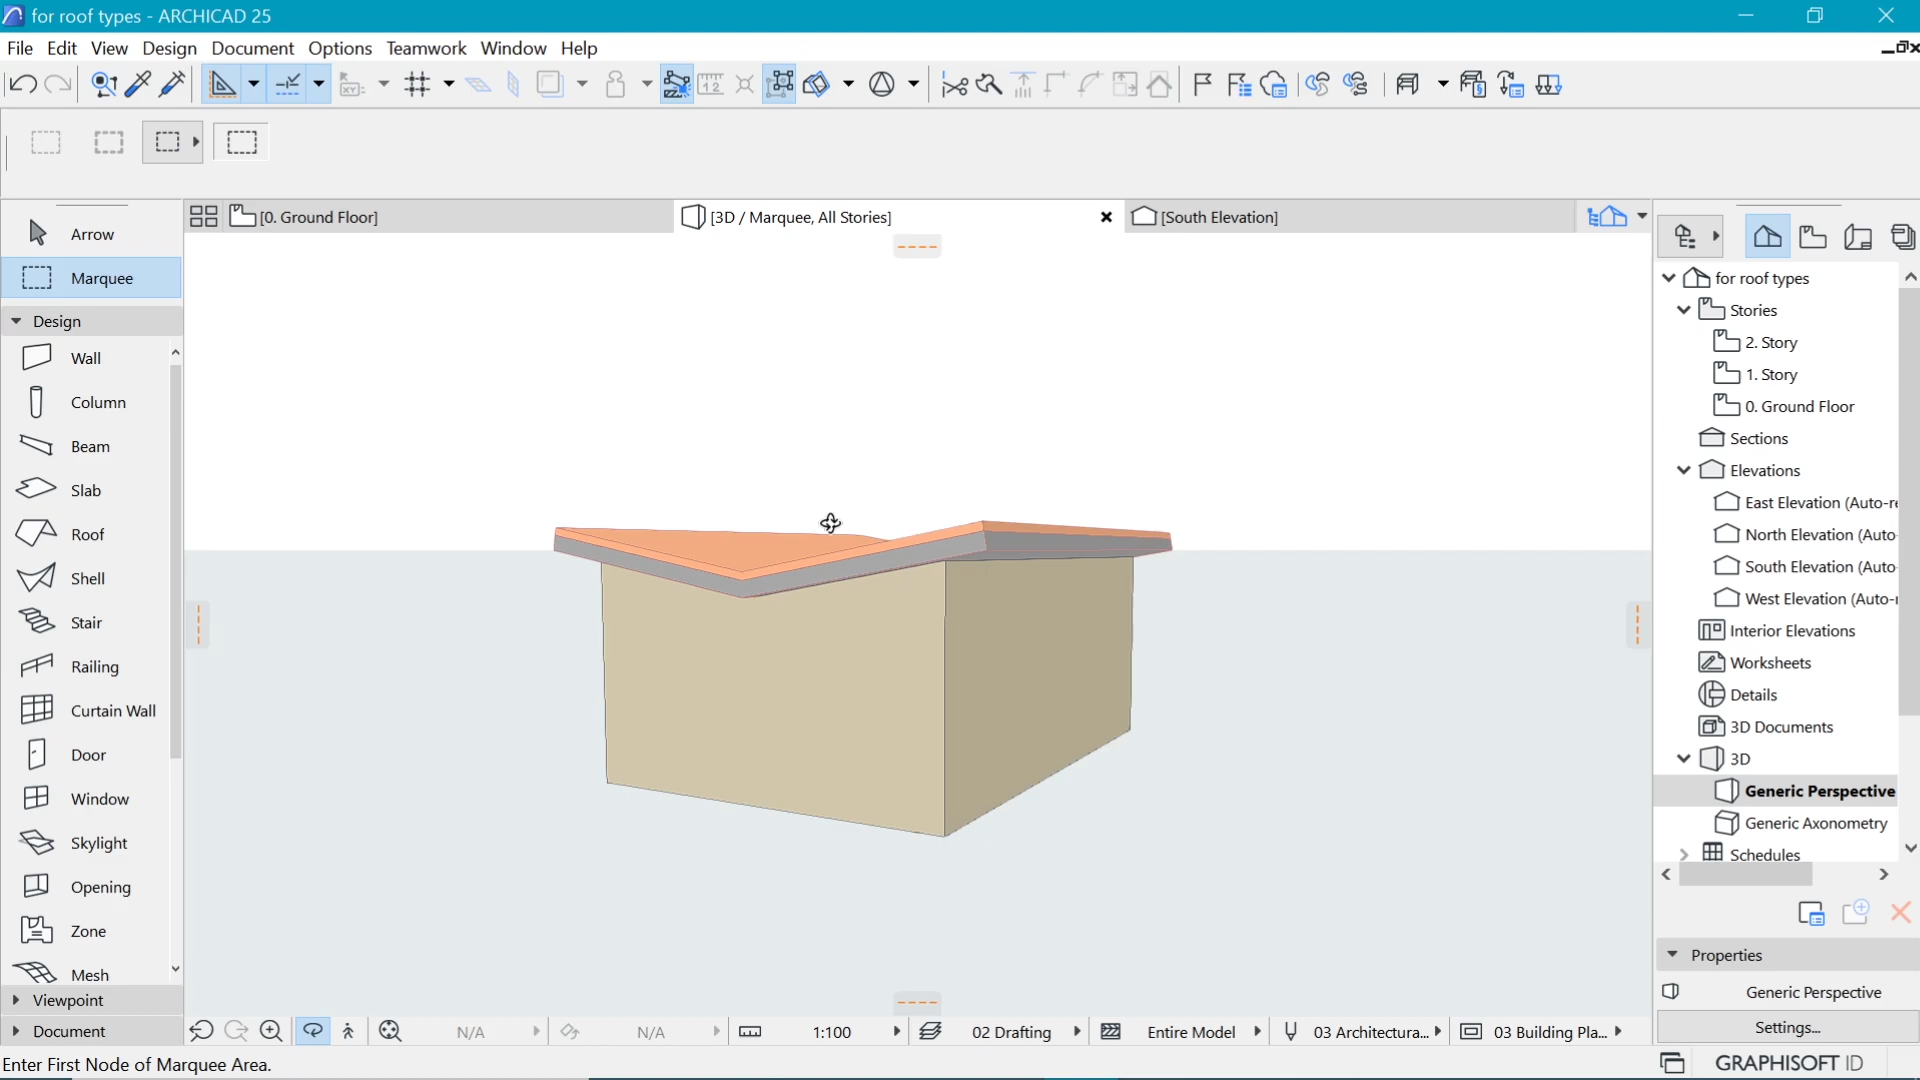 for roof types - ARCHICAD 25
File Edit View Design Document Options Teamwork Window Help
[0. Ground Floor]
[3D / Marquee, All Stories]
[South Elevation]
Arrow
Marquee
Design
Wall
Column
Beam
Slab
Roof
Shell
Stair
Railing
Curtain Wall
Door
Window
Skylight
Opening
Zone
Mesh
Viewpoint
Document
for roof types
Stories
2. Story
1. Story
0. Ground Floor
Sections
Elevations
East Elevation (Auto-re
North Elevation (Auto
South Elevation (Auto
West Elevation (Auto-r
Interior Elevations
Worksheets
Details
3D Documents
3D
Generic Perspective
Generic Axonometry
Schedules
Properties
Generic Perspective
Settings...
N/A
N/A
1:100
02 Drafting
Entire Model
03 Architectura...
03 Building Pla...
Enter First Node of Marquee Area.
GRAPHISOFT ID